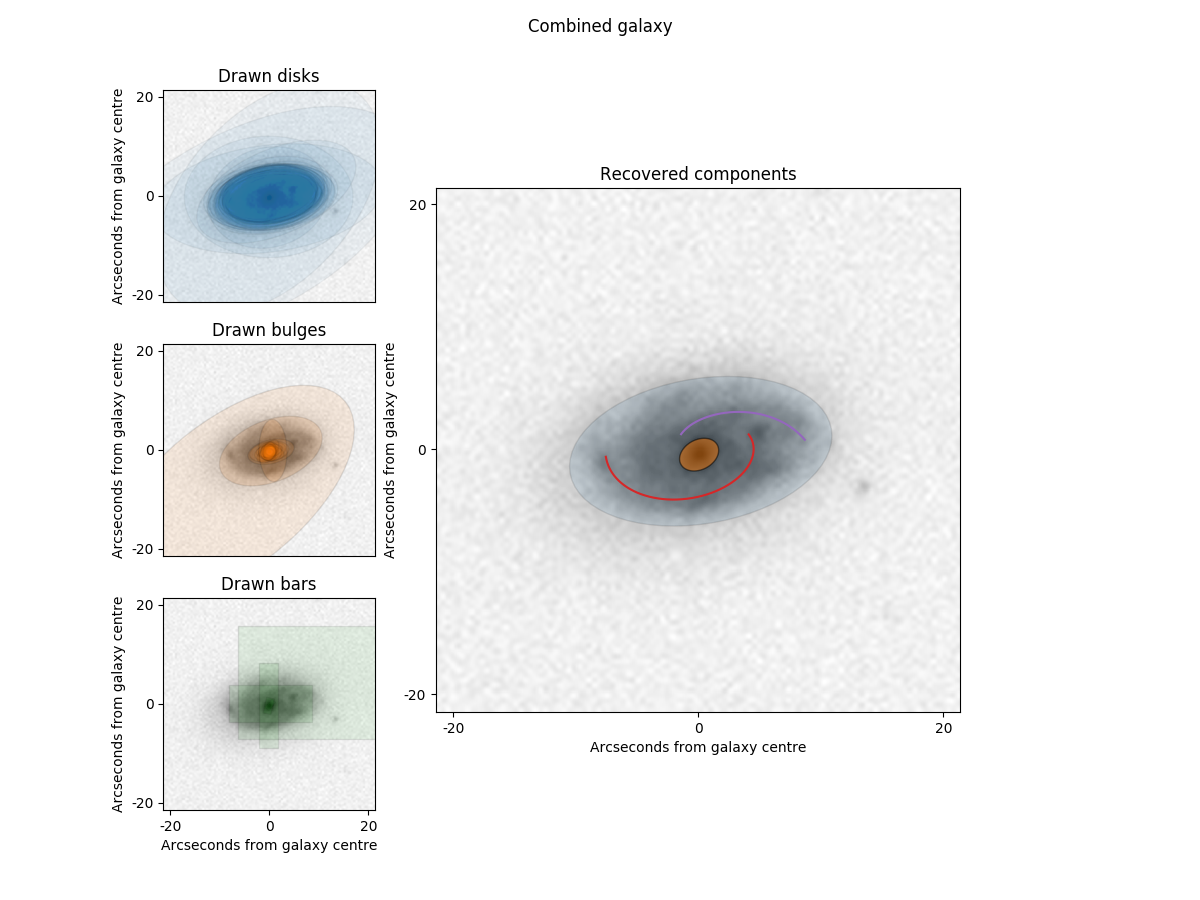 Combined galaxy
Drawn disks
Arcseconds from galaxy centre
20
0
-20
Drawn bulges
Arcseconds from galaxy centre
20
0
-20
Drawn bars
Arcseconds from galaxy centre
20
0
-20
-20 0 20
Arcseconds from galaxy centre
Recovered components
Arcseconds from galaxy centre
20
0
-20
-20 0 20
Arcseconds from galaxy centre